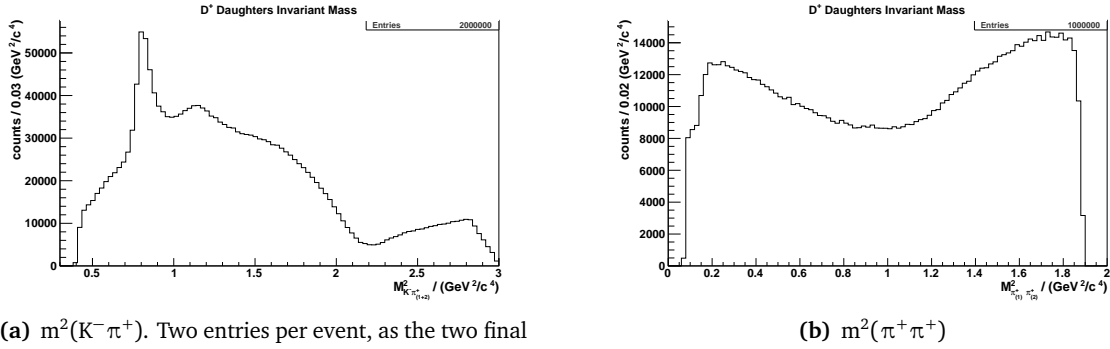 D⁺ Daughters Invariant Mass
Entries 2000000
counts / 0.03 (GeV²/c⁴)
50000
40000
30000
20000
10000
0
0.5 1 1.5 2 2.5 3
M²K⁻π⁺(1+2) / (GeV²/c⁴)
(a) m²(K⁻π⁺). Two entries per event, as the two final
D⁺ Daughters Invariant Mass
Entries 1000000
counts / 0.02 (GeV²/c⁴)
14000
12000
10000
8000
6000
4000
2000
0
0 0.2 0.4 0.6 0.8 1 1.2 1.4 1.6 1.8 2
M²π⁺(1) π⁺(2) / (GeV²/c⁴)
(b) m²(π⁺π⁺)